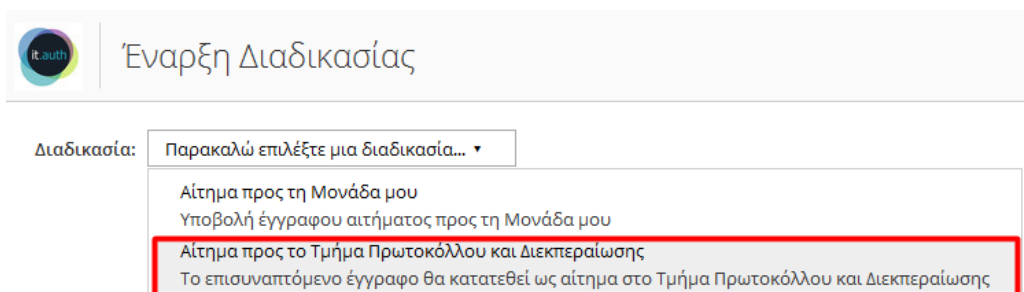 it.auth
Έναρξη Διαδικασίας
Διαδικασία:
Παρακαλώ επιλέξτε μια διαδικασία...
Αίτημα προς τη Μονάδα μου
Υποβολή έγγραφου αιτήματος προς τη Μονάδα μου
Αίτημα προς το Τμήμα Πρωτοκόλλου και Διεκπεραίωσης
Το επισυναπτόμενο έγγραφο θα κατατεθεί ως αίτημα στο Τμήμα Πρωτοκόλλου και Διεκπεραίωσης